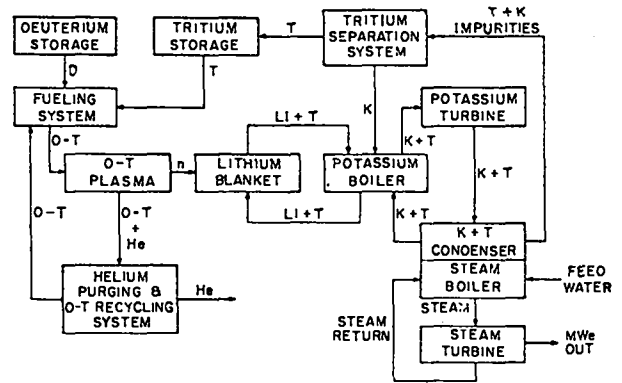 OEUTERIUM
STORAGE
TRITIUM
STORAGE
T
TRITIUM
SEPARATION
SYSTEM
T + K
IMPURITIES
D
T
K
FUELING
SYSTEM
O-T
LI + T
K + T
POTASSIUM
TURBINE
O-T
PLASMA
n
LITHIUM
BLANKET
POTASSIUM
BOILER
K + T
O-T
O-T
+
He
LI + T
K + T
K + T
CONDENSER
HELIUM
PURGING &
O-T RECYCLING
SYSTEM
He
STEAM
BOILER
FEED
WATER
STEAM
STEAM
RETURN
STEAM
TURBINE
MWe
OUT